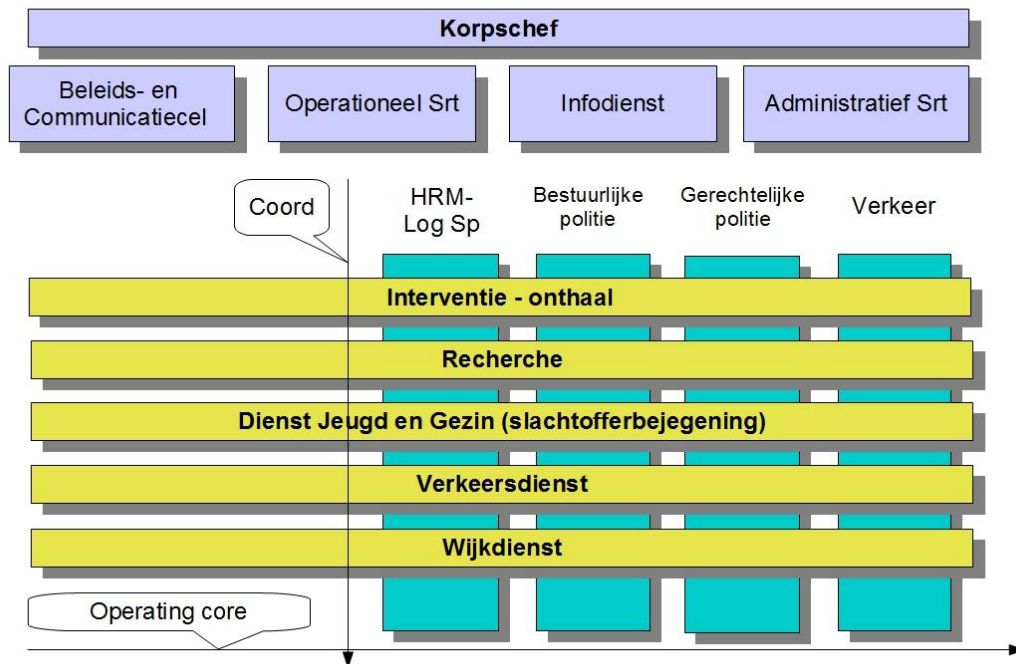 Korpschef
Beleids- en
Communicatiecel
Operationeel Srt
Infodienst
Administratief Srt
Coord
HRM-
Log Sp
Bestuurlijke
politie
Gerechtelijke
politie
Verkeer
Interventie - onthaal
Recherche
Dienst Jeugd en Gezin (slachtofferbejegening)
Verkeersdienst
Wijkdienst
Operating core